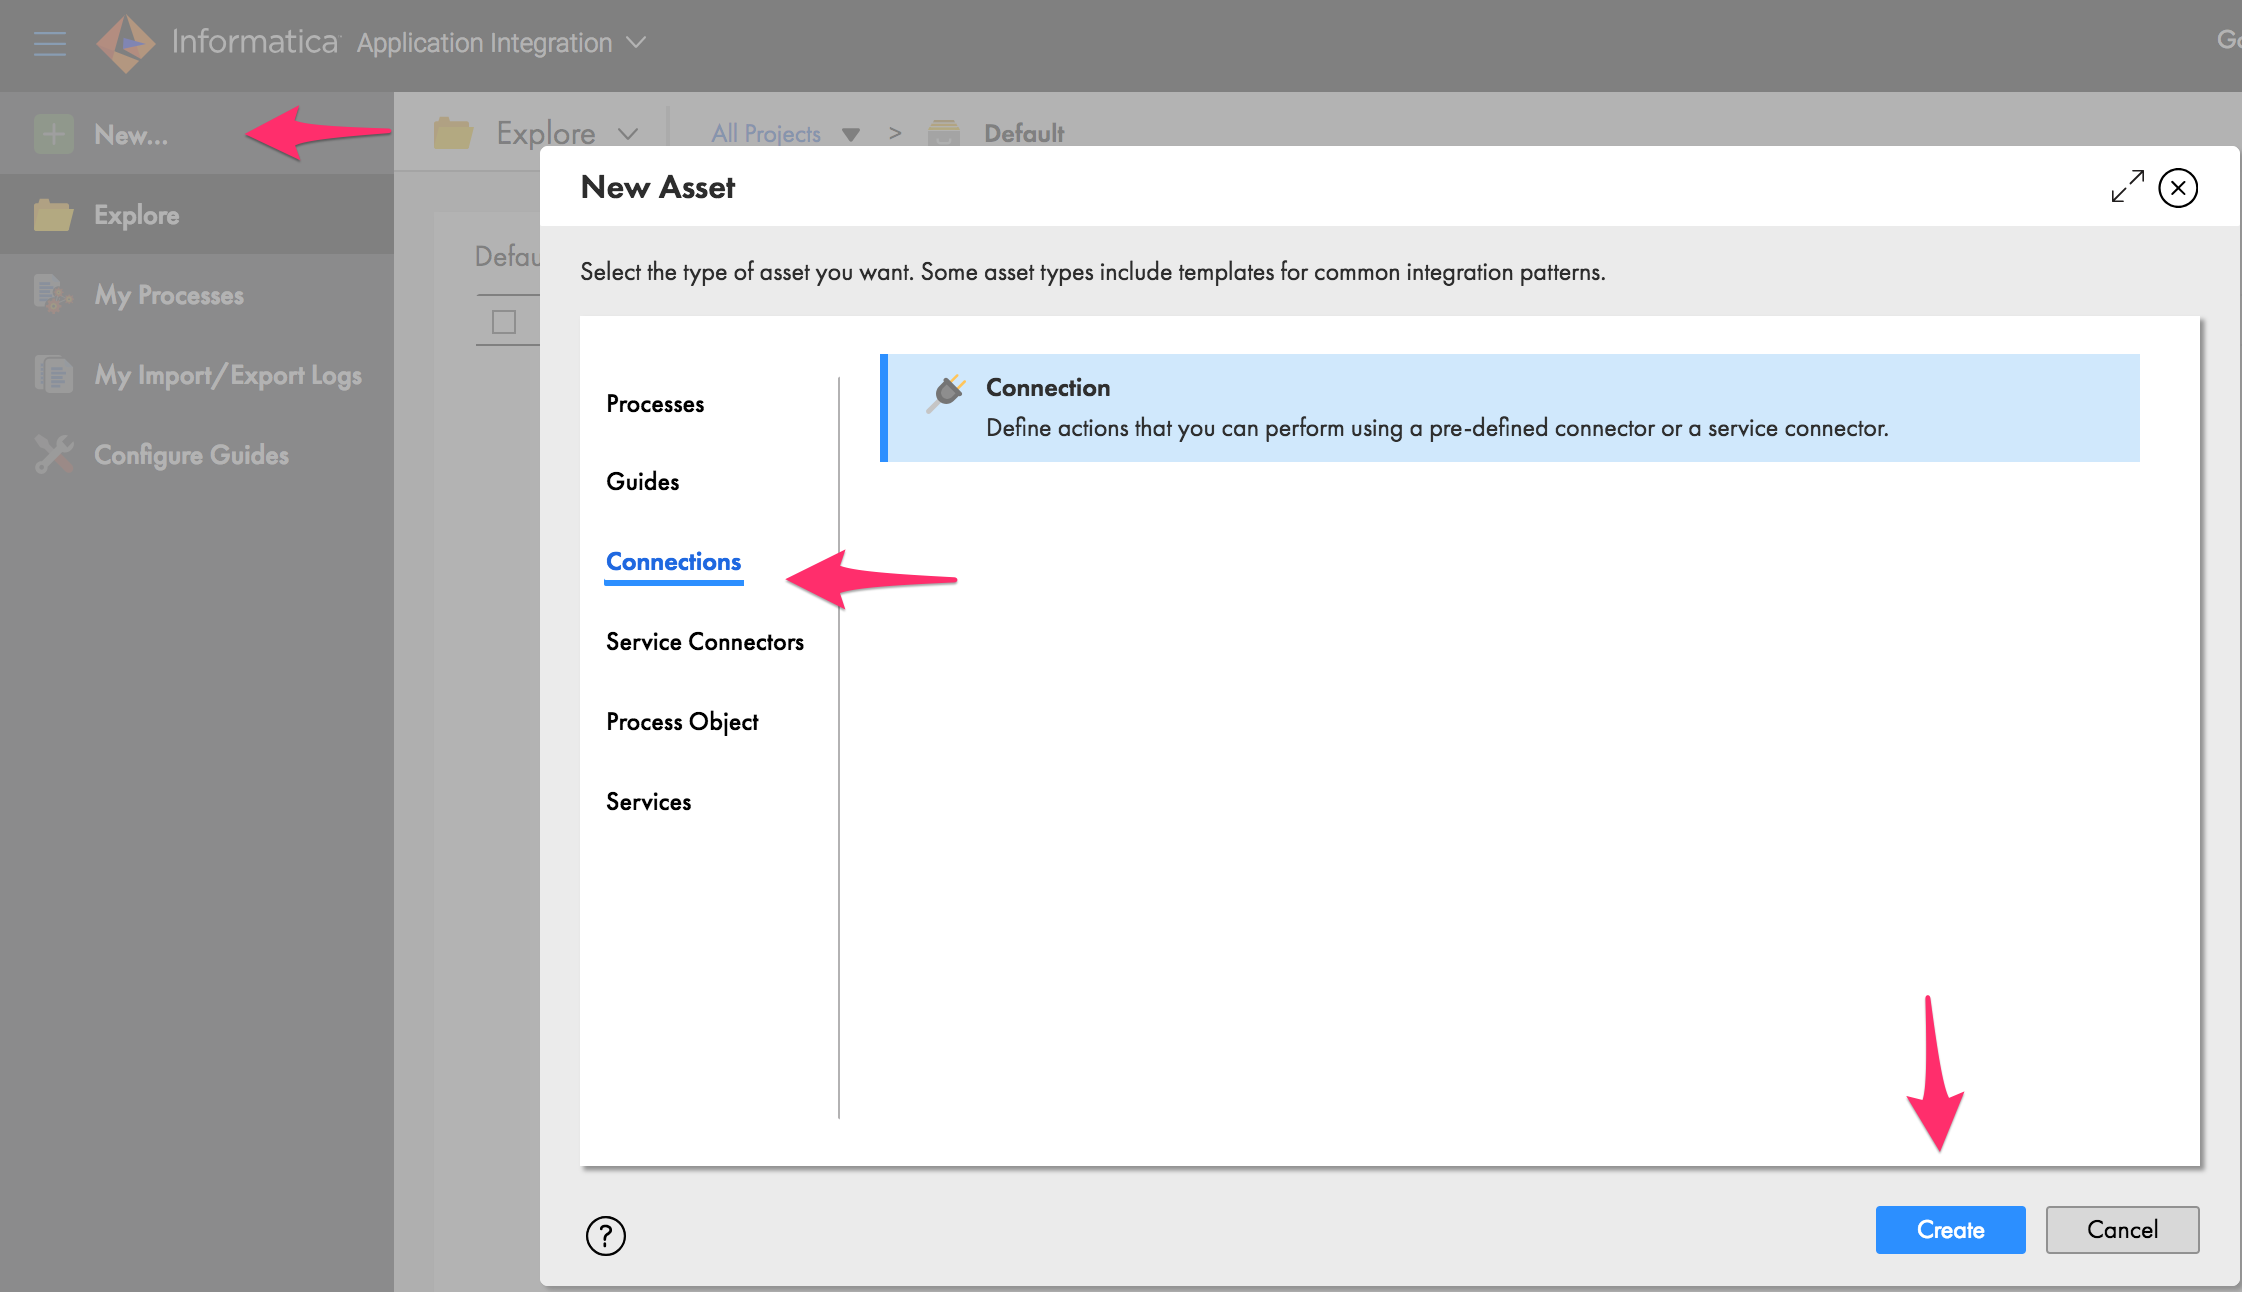 Informatica Application Integration
New...
Explore
My Processes
My Import/Export Logs
Configure Guides
Explore
All Projects > Default
New Asset
Select the type of asset you want. Some asset types include templates for common integration patterns.
Processes
Guides
Connections
Service Connectors
Process Object
Services
Connection
Define actions that you can perform using a pre-defined connector or a service connector.
?
Create
Cancel